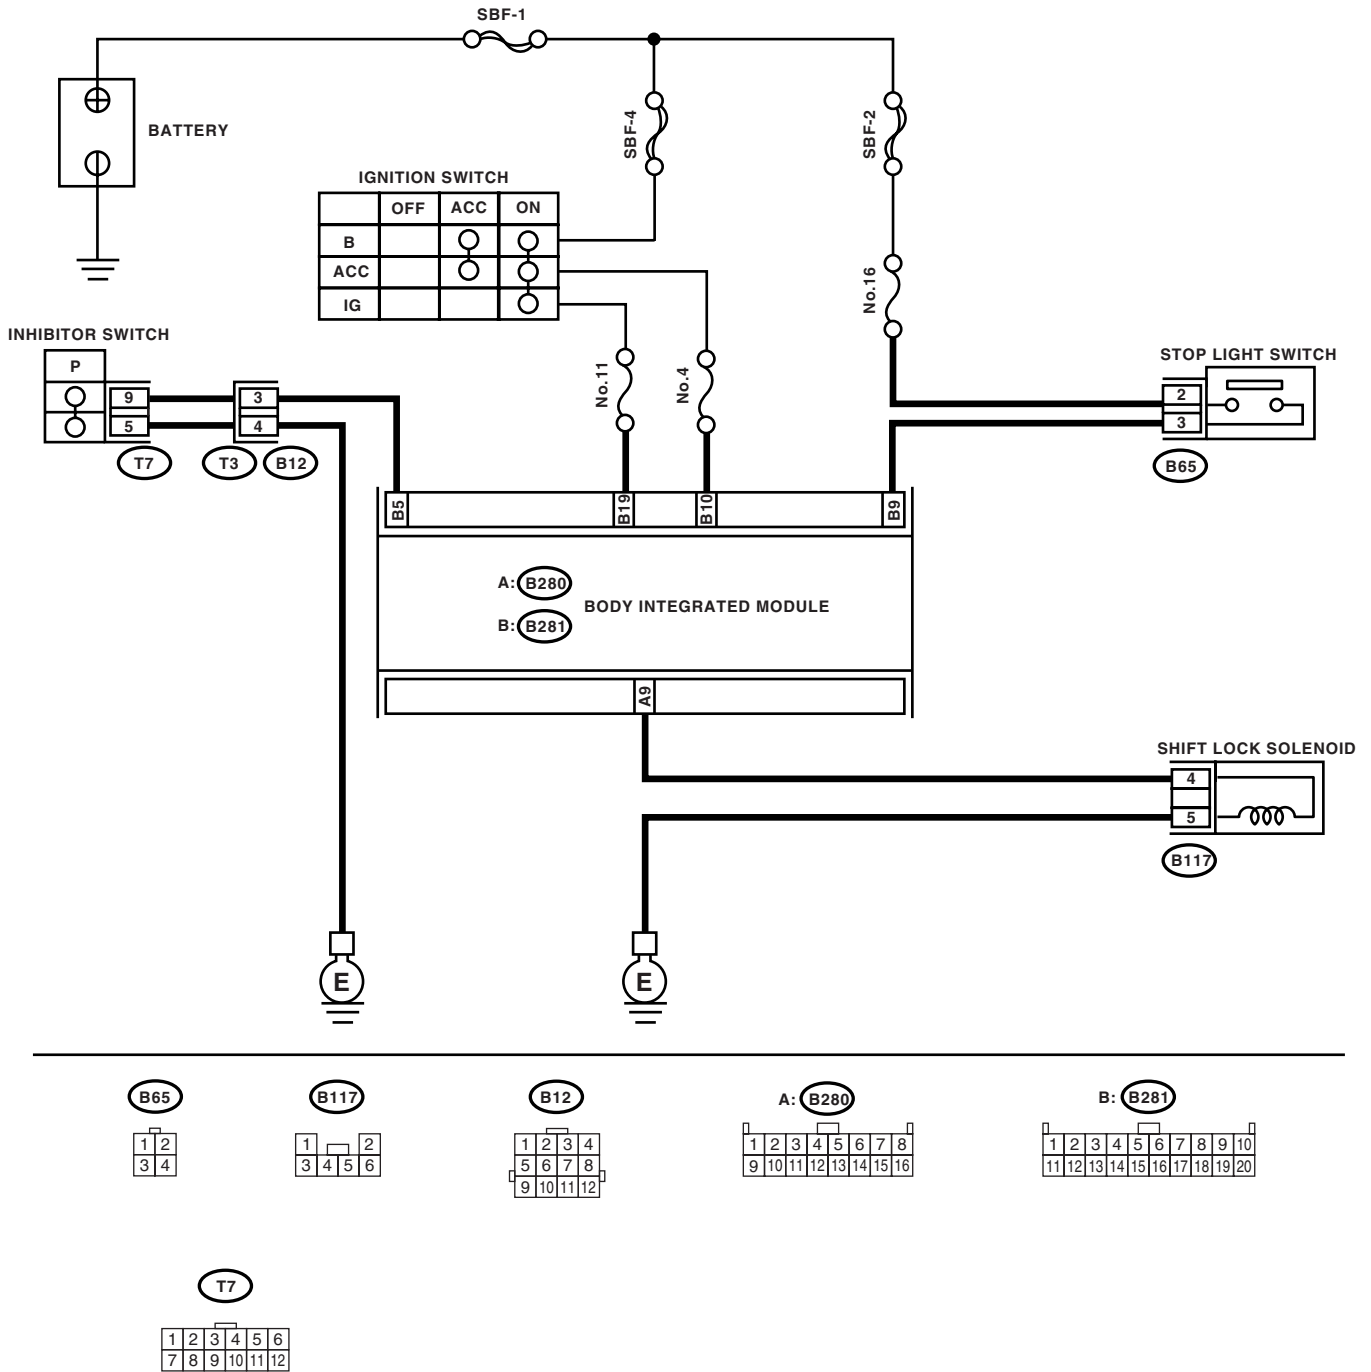 SBF-1
BATTERY
SBF-4
SBF-2
IGNITION SWITCH
OFF ACC ON
B
ACC
IG
No.16
No.11
No.4
INHIBITOR SWITCH
P
9
5
3
4
T7 T3 B12
STOP LIGHT SWITCH
2
3
B65
B5 B19 B10 B9
A: B280
BODY INTEGRATED MODULE
B: B281
A9
SHIFT LOCK SOLENOID
4
5
B117
E E
B65
1 2
3 4
B117
1 2
3 4 5 6
B12
1 2 3 4
5 6 7 8
9 10 11 12
A: B280
1 2 3 4 5 6 7 8
9 10 11 12 13 14 15 16
B: B281
1 2 3 4 5 6 7 8 9 10
11 12 13 14 15 16 17 18 19 20
T7
1 2 3 4 5 6
7 8 9 10 11 12